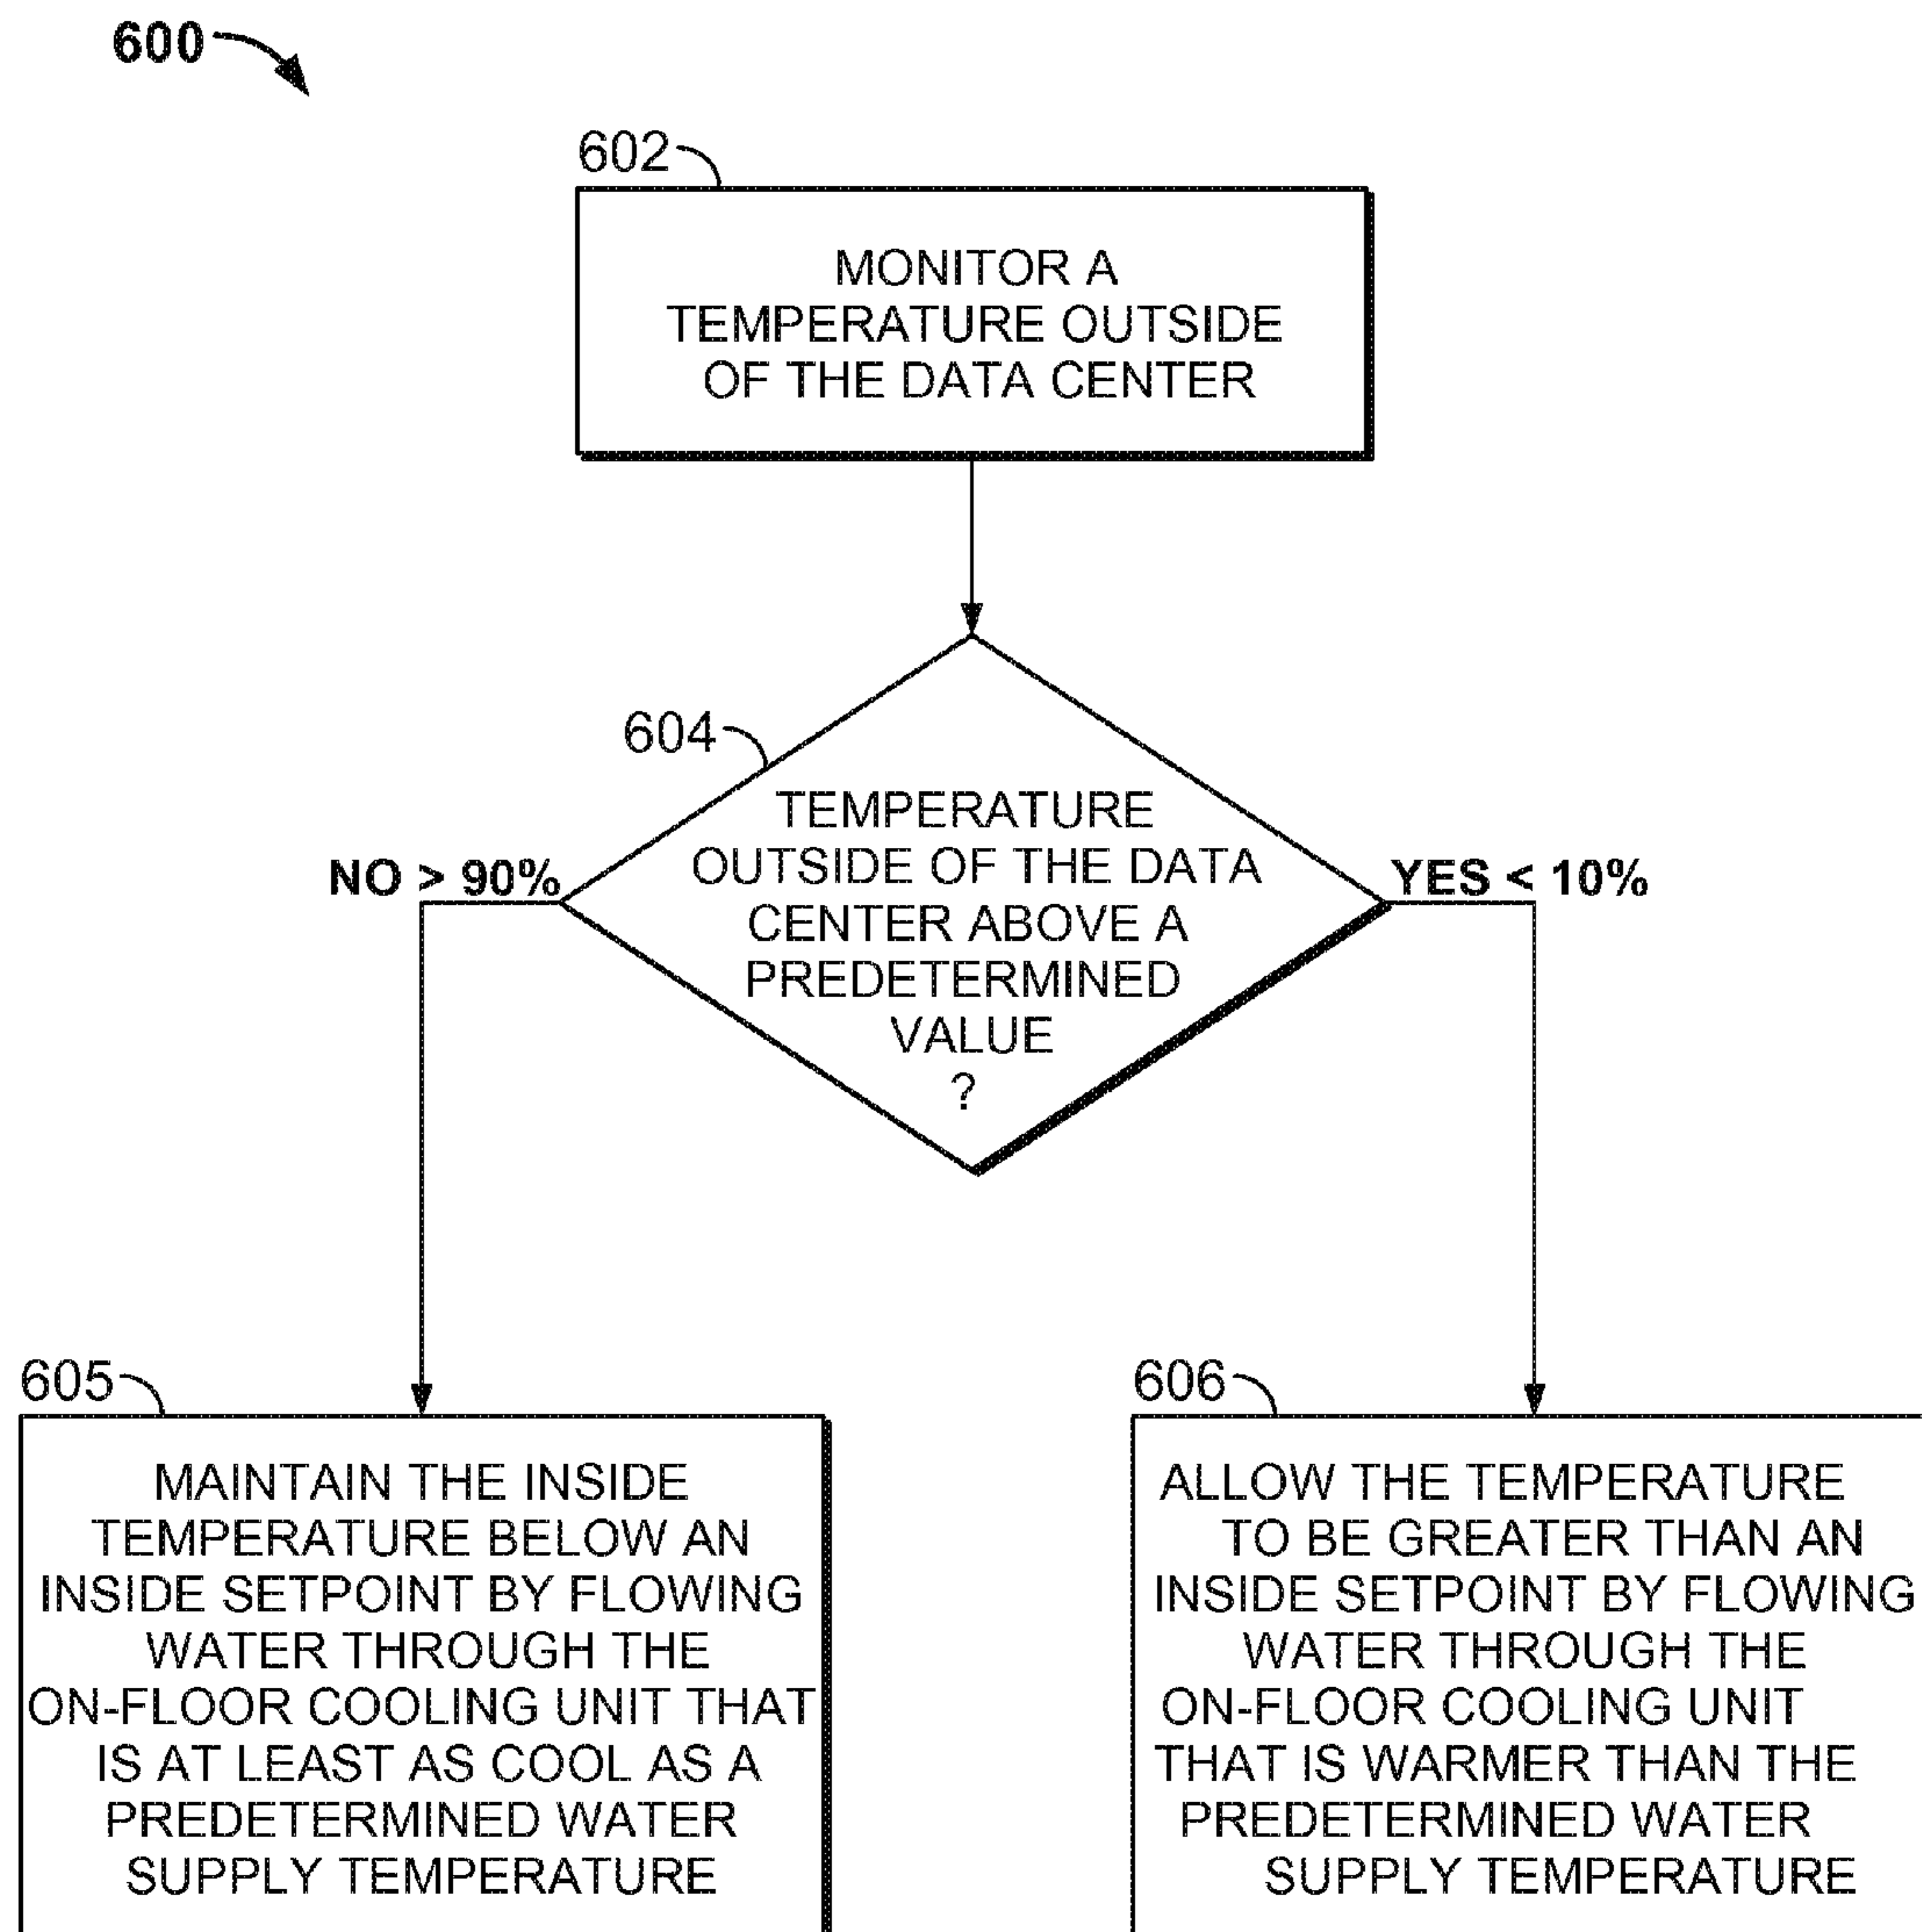 600
602
MONITOR A
TEMPERATURE OUTSIDE
OF THE DATA CENTER
604
TEMPERATURE
OUTSIDE OF THE DATA
CENTER ABOVE A
PREDETERMINED
VALUE
?
NO > 90%
YES < 10%
605
MAINTAIN THE INSIDE
TEMPERATURE BELOW AN
INSIDE SETPOINT BY FLOWING
WATER THROUGH THE
ON-FLOOR COOLING UNIT THAT
IS AT LEAST AS COOL AS A
PREDETERMINED WATER
SUPPLY TEMPERATURE
606
ALLOW THE TEMPERATURE
TO BE GREATER THAN AN
INSIDE SETPOINT BY FLOWING
WATER THROUGH THE
ON-FLOOR COOLING UNIT
THAT IS WARMER THAN THE
PREDETERMINED WATER
SUPPLY TEMPERATURE